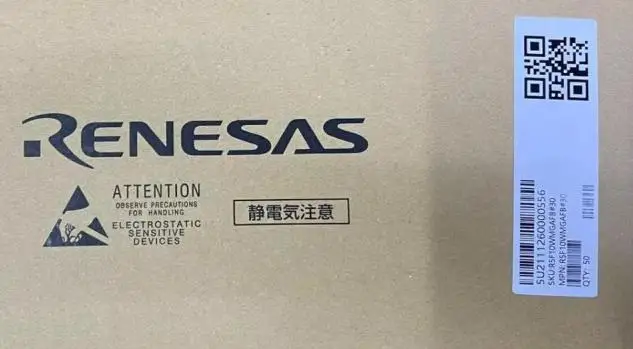 RENESAS
ATTENTION
OBSERVE PRECAUTIONS
FOR HANDLING
ELECTROSTATIC
SENSITIVE
DEVICES
静電気注意
5U2111260000556
SKU:R5F10WMGAFB#30
MPN: R5F10WMGAFB#30
QTY: 50